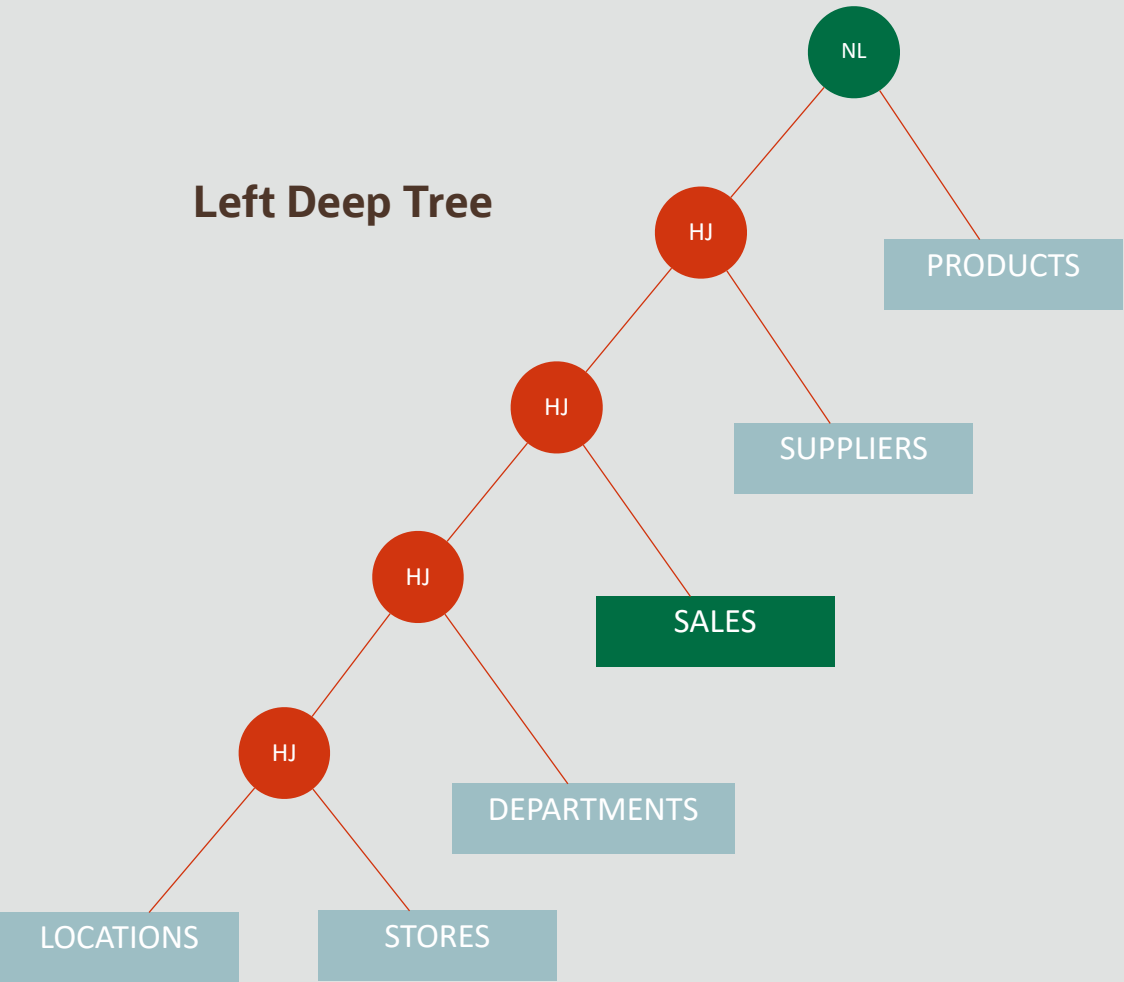 NL
Left Deep Tree
HJ
PRODUCTS
HJ
SUPPLIERS
HJ
SALES
HJ
DEPARTMENTS
LOCATIONS
STORES